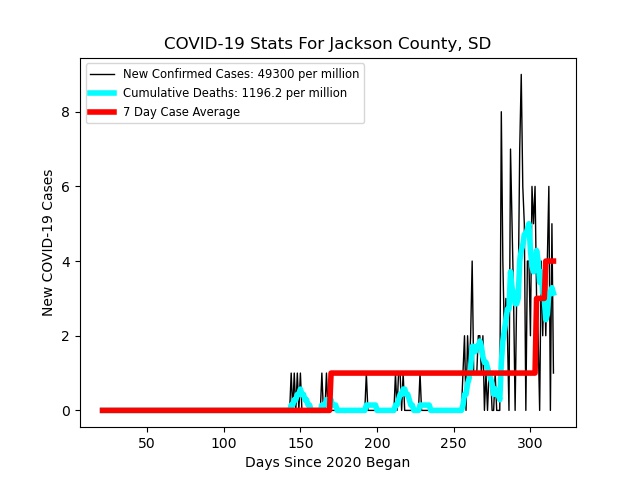 COVID-19 Stats For Jackson County, SD
New Confirmed Cases: 49300 per million
Cumulative Deaths: 1196.2 per million
7 Day Case Average
New COVID-19 Cases
8
6
4
2
0
50 100 150 200 250 300
Days Since 2020 Began